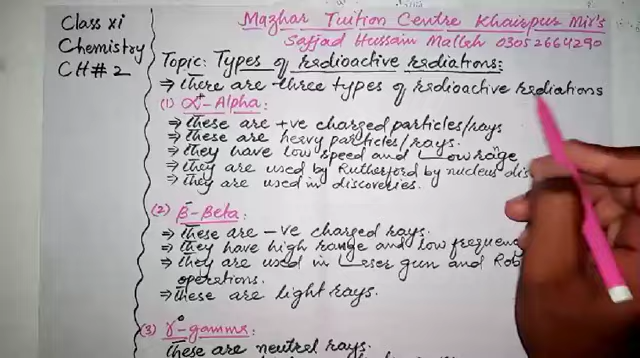 Class xi
Chemistry
CH# 2
Mazhar Tuition Centre Khairpus Mir's
Sajjad Hussain Malleh 03052664290
Topic: Types of radioactive radiations:
⇒ There are three types of radioactive radiations
(1) α⁺-Alpha:
⇒ These are +ve charged particles/rays
⇒ These are heavy particles/rays.
⇒ They have low speed and Low range
⇒ They are used by Rutherford by nucleus dis
⇒ They are used in discoveries.
(2) β⁻-Beta:
⇒ These are -ve charged rays.
⇒ They have high range and low frequency
⇒ They are used in Leser gun and Rob
operations.
⇒ These are light rays.
(3) γ°-gamma:
These are neutral rays.